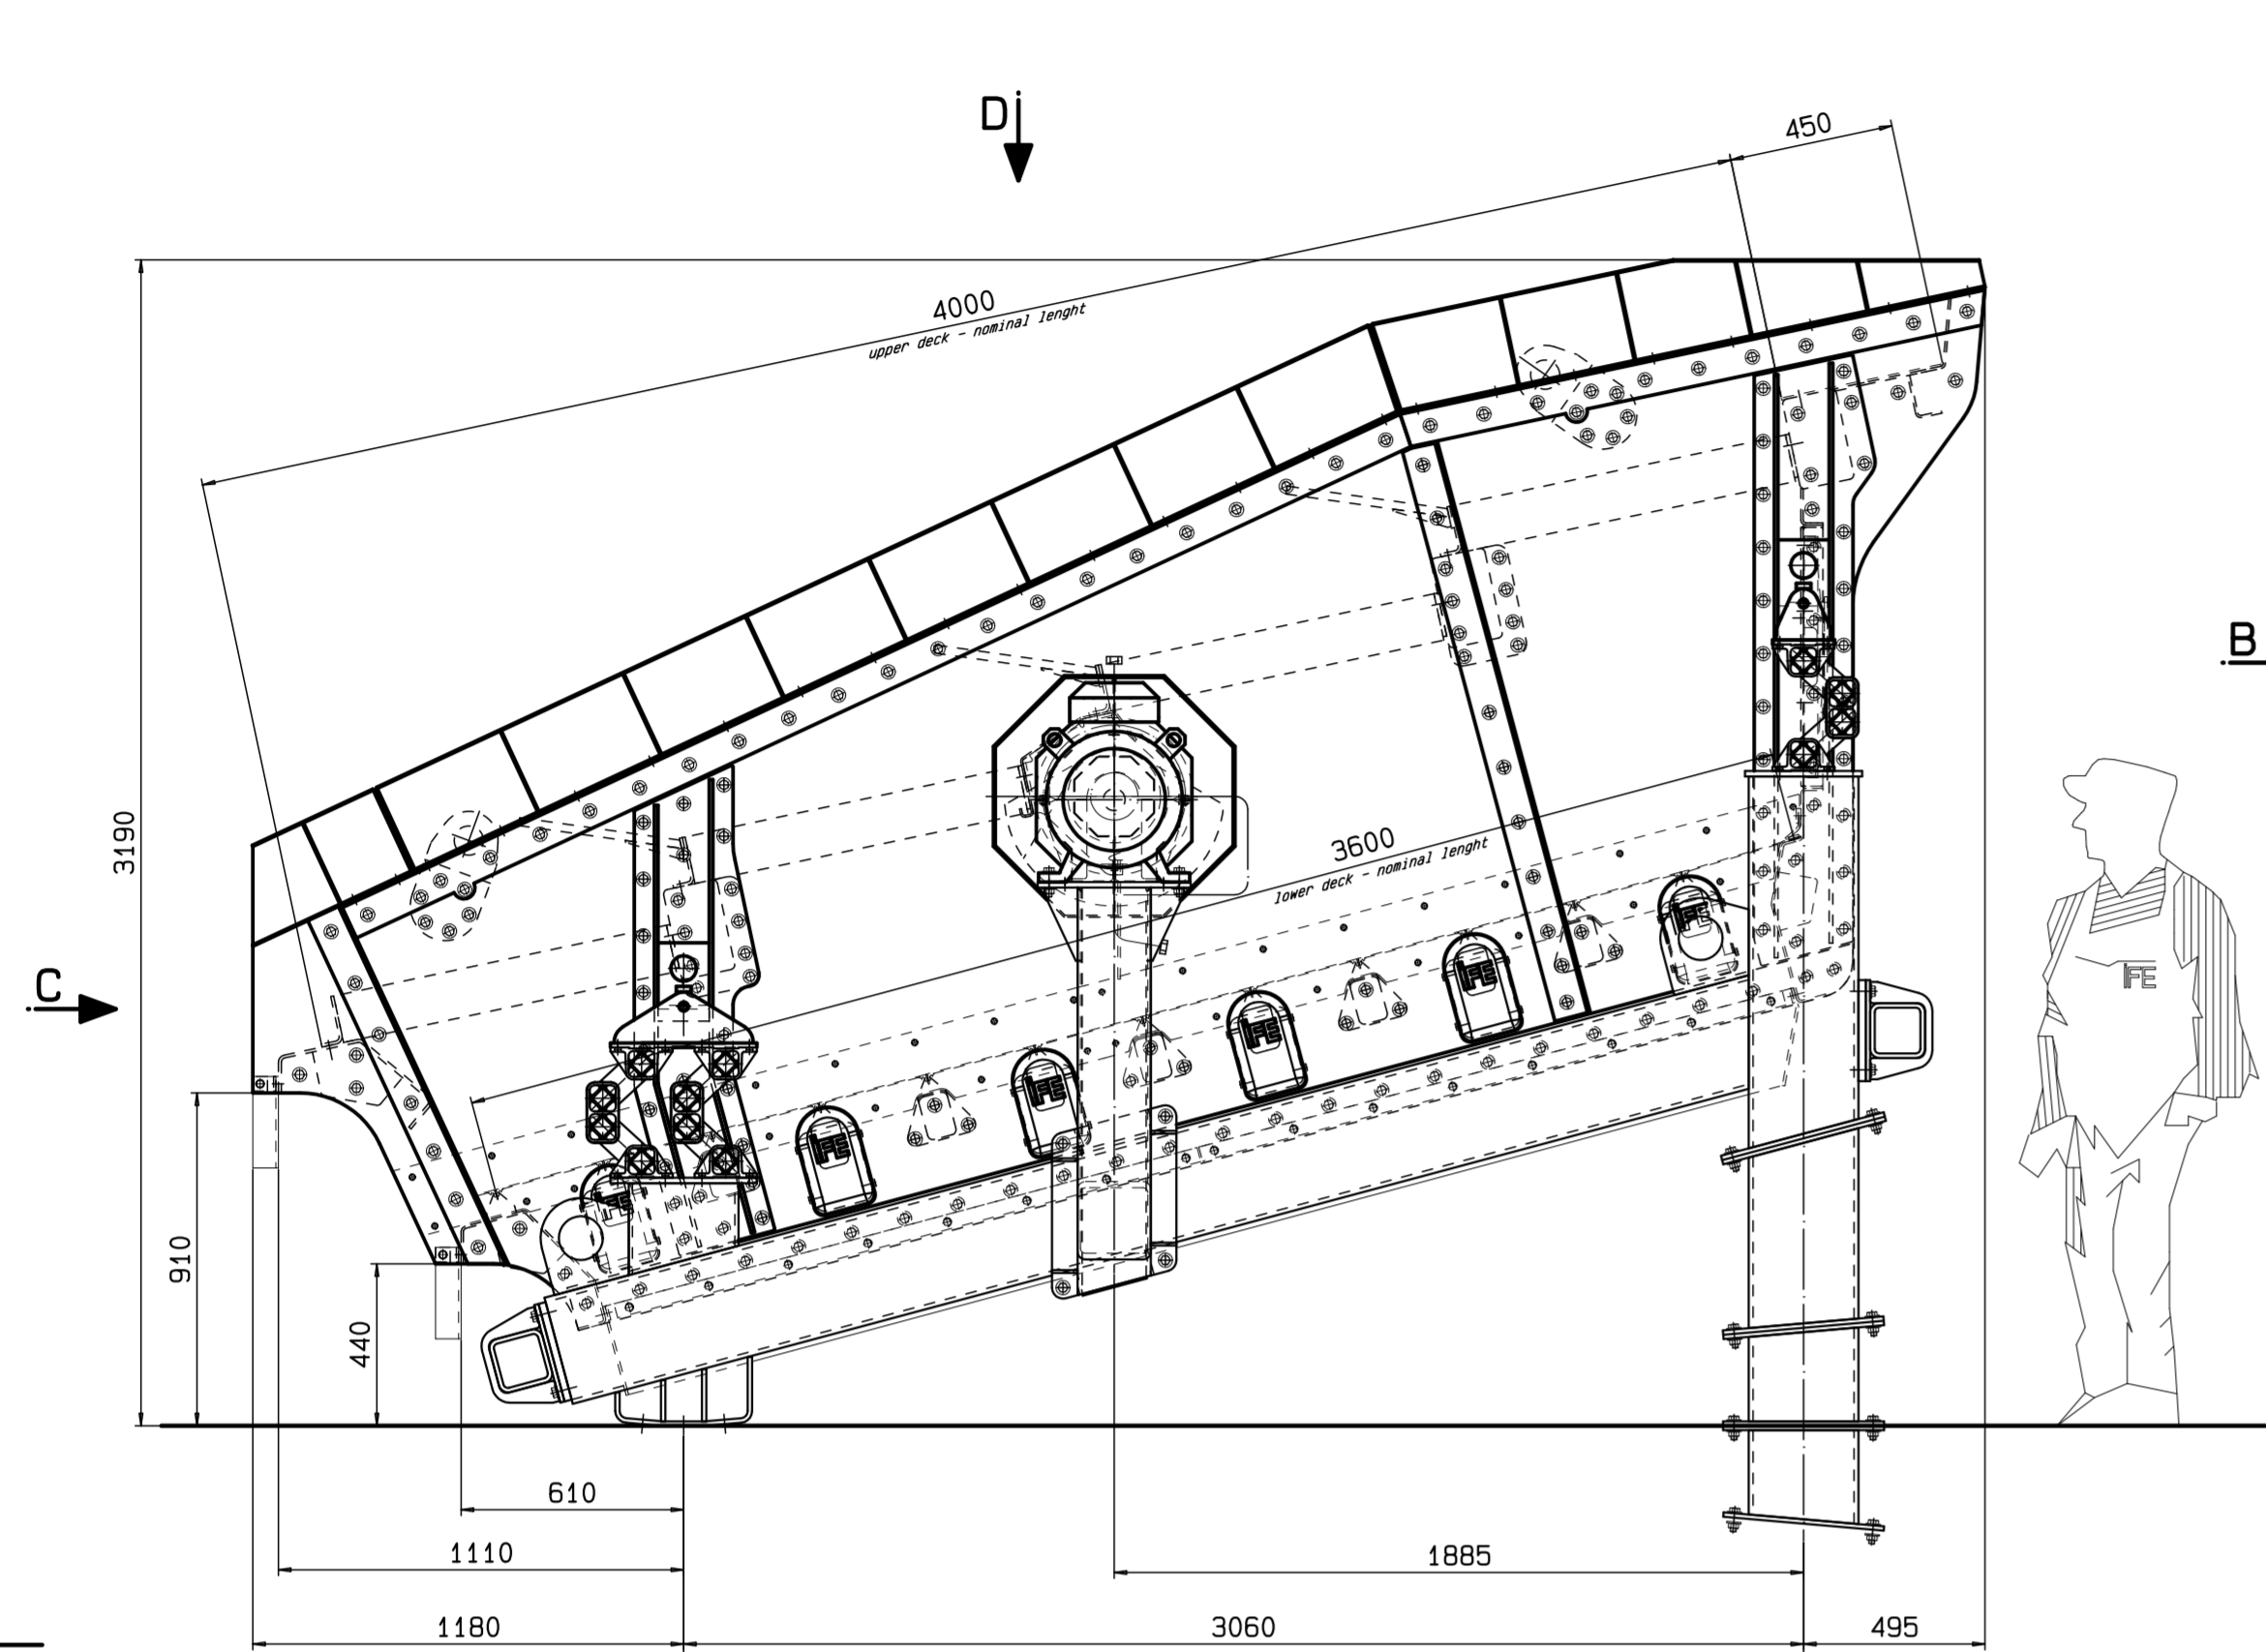 D
450
4000
upper deck - nominal lenght
B
3190
3600
lower deck - nominal lenght
IFE
IFE
C
IFE
IFE
IFE
IFE
IFE
910
440
610
1110
1885
1180
3060
495